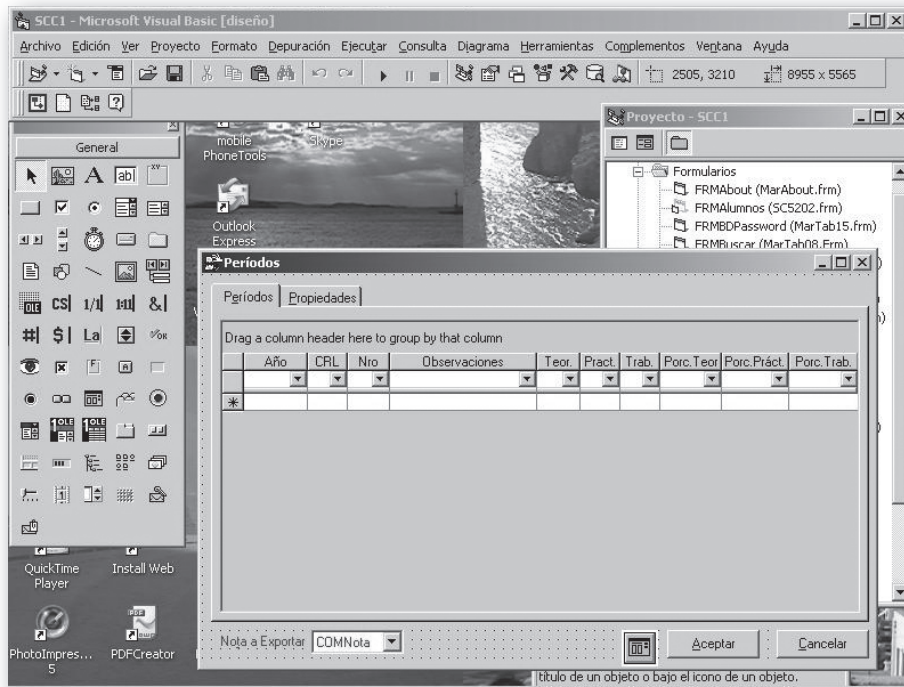 SCC1 - Microsoft Visual Basic [diseño]
Archivo Edición Ver Proyecto Formato Depuración Ejecutar Consulta Diagrama Herramientas Complementos Ventana Ayuda
2505, 3210 8955 x 5565
General
mobile PhoneTools
Skype
Outlook Express
Proyecto - SCC1
Formularios
FRMAbout (MarAbout.frm)
FRMAlumnos (SC5202.frm)
FRMBDPassword (MarTab15.frm)
FRMBuscar (MarTab08.Frm)
Períodos
Períodos Propiedades
Drag a column header here to group by that column
Año CRL Nro Observaciones Teor. Pract. Trab. Porc.Teor Porc.Práct. Porc.Trab.
Nota a Exportar COMNota Aceptar Cancelar
QuickTime Player
Install Web
PhotoImpres... 5
PDFCreator
título de un objeto o bajo el icono de un objeto.